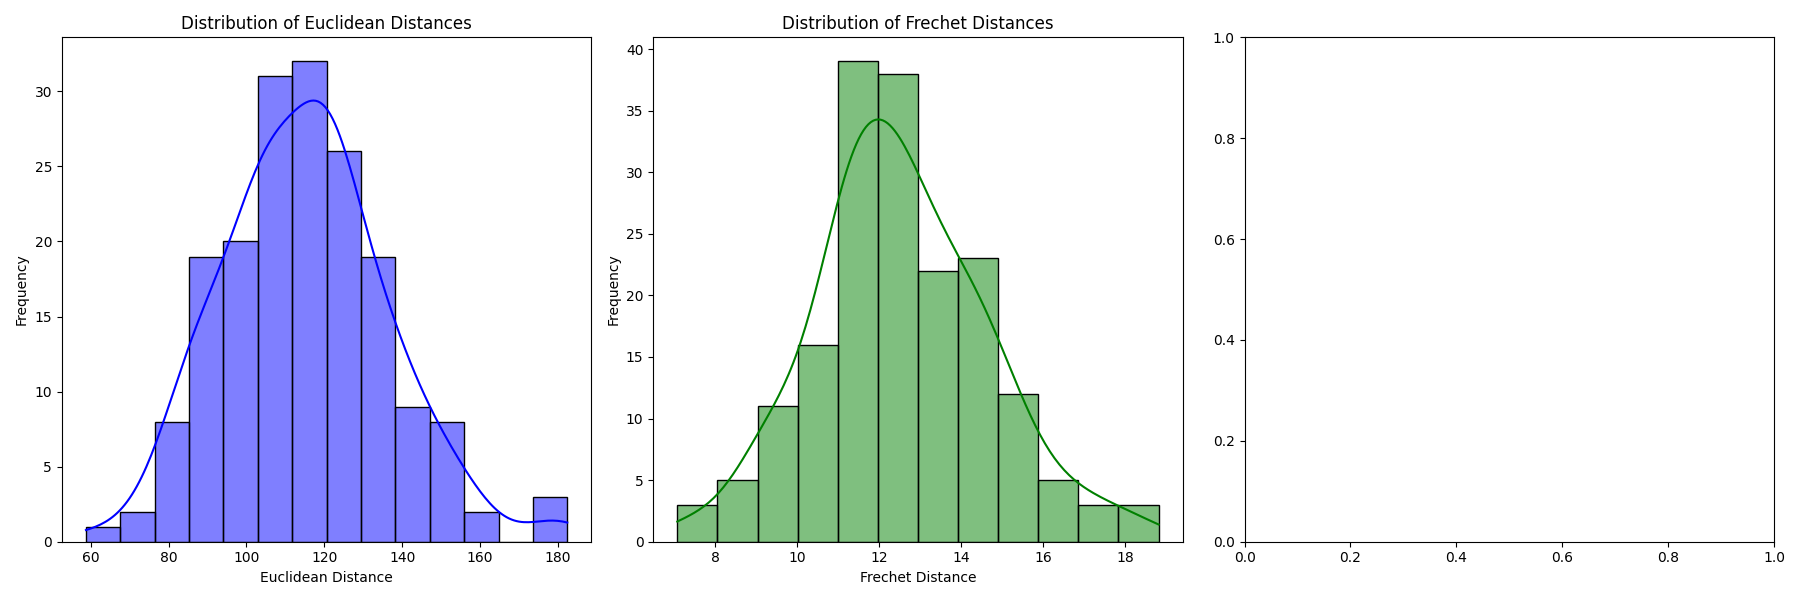 Distribution of Euclidean Distances
30
25
20
15
10
5
0
Frequency
60 80 100 120 140 160 180
Euclidean Distance
Distribution of Frechet Distances
40
35
30
25
20
15
10
5
0
Frequency
8 10 12 14 16 18
Frechet Distance
1.0
0.8
0.6
0.4
0.2
0.0
0.0 0.2 0.4 0.6 0.8 1.0